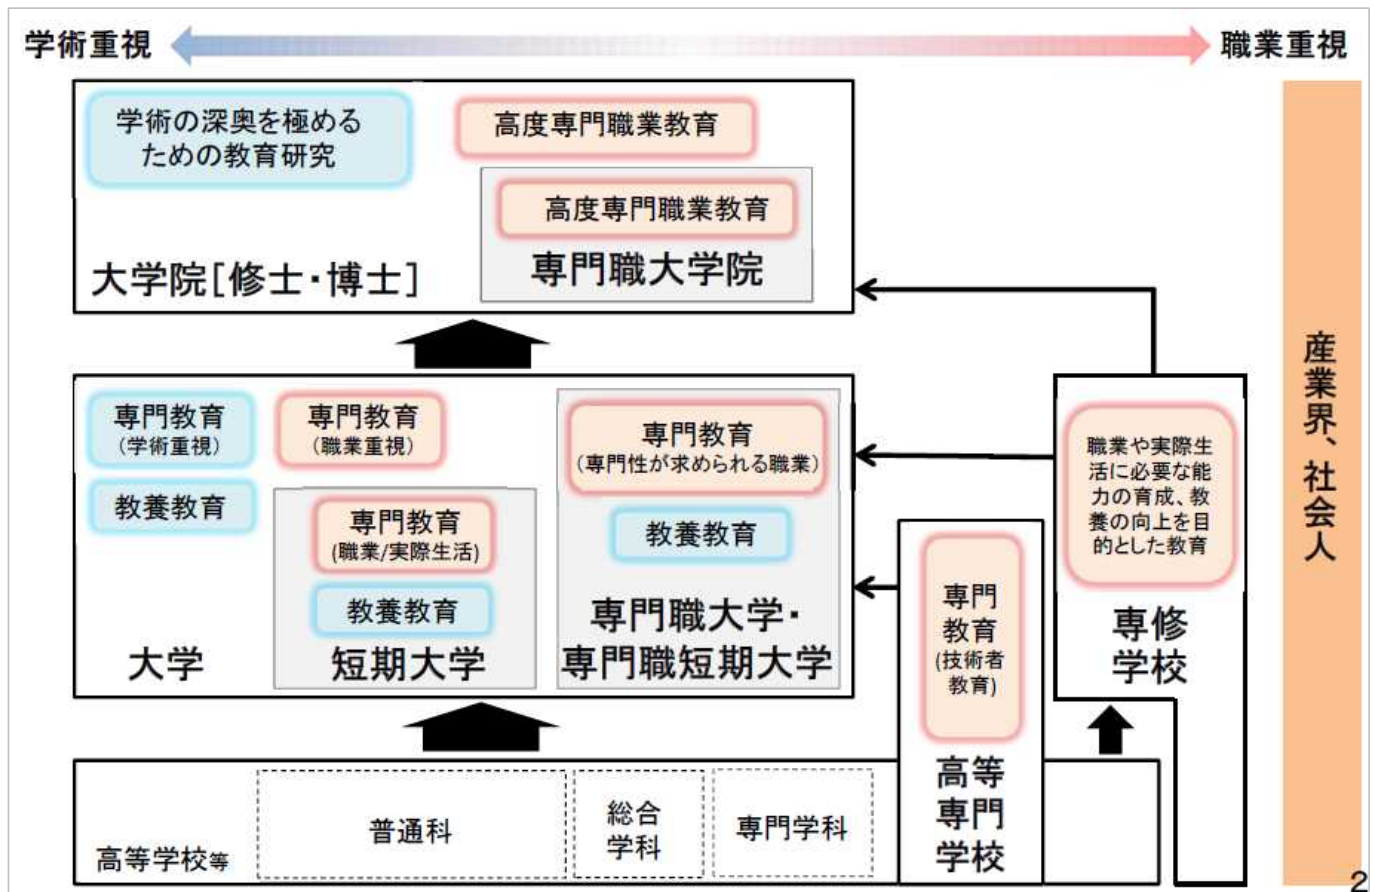 学術重視
職業重視
学術の深奥を極める
ための教育研究
高度専門職業教育
高度専門職業教育
専門職大学院
大学院[修士・博士]
専門教育
(学術重視)
教養教育
専門教育
(職業重視)
専門教育
(職業/実際生活)
教養教育
専門教育
(専門性が求められる職業)
教養教育
大学
短期大学
専門職大学・
専門職短期大学
専門
教育
(技術者
教育)
高等
専門
学校
職業や実際生
活に必要な能
力の育成、教
養の向上を目
的とした教育
専修
学校
高等学校等
普通科
総合
学科
専門学科
産業界、社会人
2